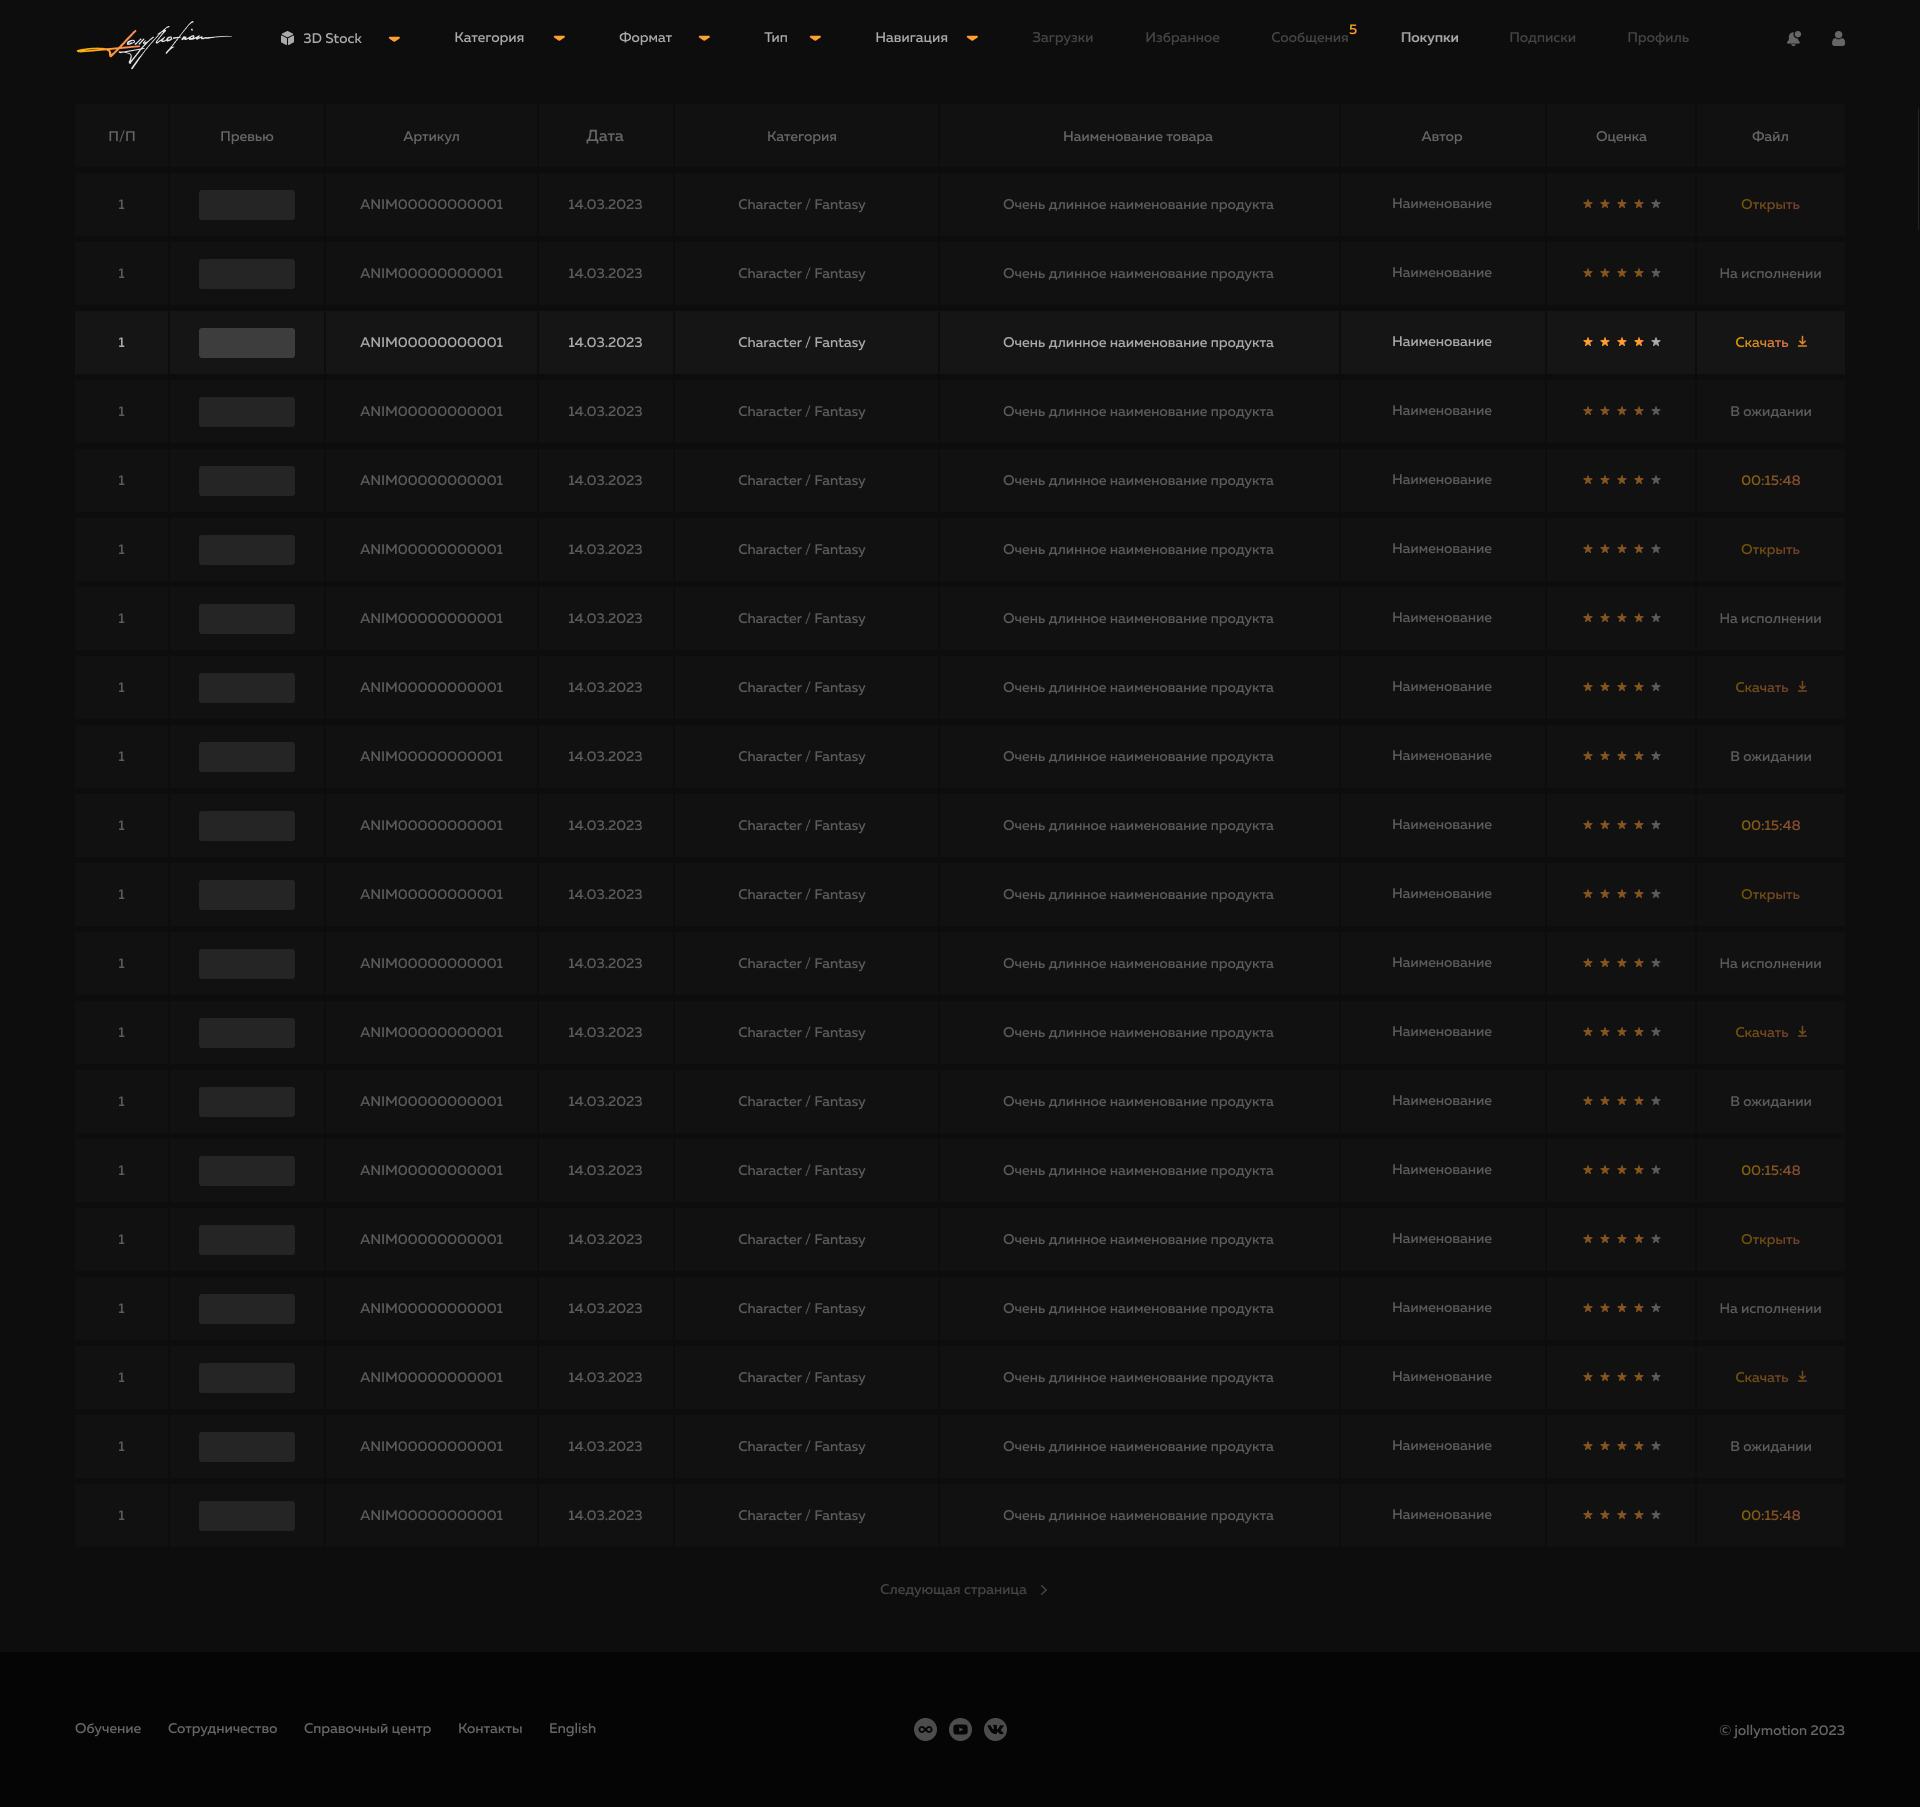 JollyMotion
3D Stock Категория Формат Тип Навигация Загрузки Избранное Сообщения 5 Покупки Подписки Профиль
П/П Превью Артикул Дата Категория Наименование товара Автор Оценка Файл
1 ANIM00000000001 14.03.2023 Character / Fantasy Очень длинное наименование продукта Наименование Открыть
1 ANIM00000000001 14.03.2023 Character / Fantasy Очень длинное наименование продукта Наименование На исполнении
1 ANIM00000000001 14.03.2023 Character / Fantasy Очень длинное наименование продукта Наименование Скачать
1 ANIM00000000001 14.03.2023 Character / Fantasy Очень длинное наименование продукта Наименование В ожидании
1 ANIM00000000001 14.03.2023 Character / Fantasy Очень длинное наименование продукта Наименование 00:15:48
1 ANIM00000000001 14.03.2023 Character / Fantasy Очень длинное наименование продукта Наименование Открыть
1 ANIM00000000001 14.03.2023 Character / Fantasy Очень длинное наименование продукта Наименование На исполнении
1 ANIM00000000001 14.03.2023 Character / Fantasy Очень длинное наименование продукта Наименование Скачать
1 ANIM00000000001 14.03.2023 Character / Fantasy Очень длинное наименование продукта Наименование В ожидании
1 ANIM00000000001 14.03.2023 Character / Fantasy Очень длинное наименование продукта Наименование 00:15:48
1 ANIM00000000001 14.03.2023 Character / Fantasy Очень длинное наименование продукта Наименование Открыть
1 ANIM00000000001 14.03.2023 Character / Fantasy Очень длинное наименование продукта Наименование На исполнении
1 ANIM00000000001 14.03.2023 Character / Fantasy Очень длинное наименование продукта Наименование Скачать
1 ANIM00000000001 14.03.2023 Character / Fantasy Очень длинное наименование продукта Наименование В ожидании
1 ANIM00000000001 14.03.2023 Character / Fantasy Очень длинное наименование продукта Наименование 00:15:48
1 ANIM00000000001 14.03.2023 Character / Fantasy Очень длинное наименование продукта Наименование Открыть
1 ANIM00000000001 14.03.2023 Character / Fantasy Очень длинное наименование продукта Наименование На исполнении
1 ANIM00000000001 14.03.2023 Character / Fantasy Очень длинное наименование продукта Наименование Скачать
1 ANIM00000000001 14.03.2023 Character / Fantasy Очень длинное наименование продукта Наименование В ожидании
1 ANIM00000000001 14.03.2023 Character / Fantasy Очень длинное наименование продукта Наименование 00:15:48
Следующая страница
Обучение Сотрудничество Справочный центр Контакты English © jollymotion 2023